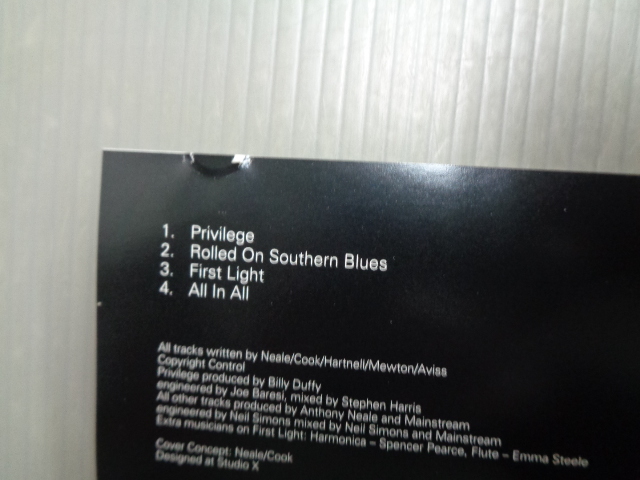 1. Privilege
2. Rolled On Southern Blues
3. First Light
4. All In All
All tracks written by Neale/Cook/Hartnell/Mewton/Aviss
Copyright Control
Privilege produced by Billy Duffy
engineered by Joe Baresi, mixed by Stephen Harris
All other tracks produced by Anthony Neale and Mainstream
engineered by Neil Simons mixed by Neil Simons and Mainstream
Extra musicians on First Light: Harmonica – Spencer Pearce, Flute – Emma Steele
Cover Concept: Neale/Cook
Designed at Studio X